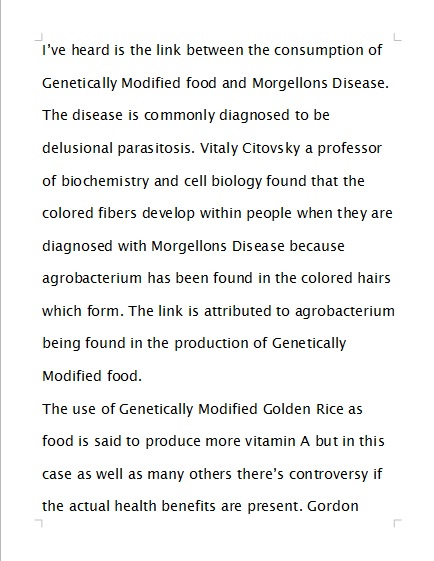 I've heard is the link between the consumption of
Genetically Modified food and Morgellons Disease.
The disease is commonly diagnosed to be
delusional parasitosis. Vitaly Citovsky a professor
of biochemistry and cell biology found that the
colored fibers develop within people when they are
diagnosed with Morgellons Disease because
agrobacterium has been found in the colored hairs
which form. The link is attributed to agrobacterium
being found in the production of Genetically
Modified food.
The use of Genetically Modified Golden Rice as
food is said to produce more vitamin A but in this
case as well as many others there's controversy if
the actual health benefits are present. Gordon